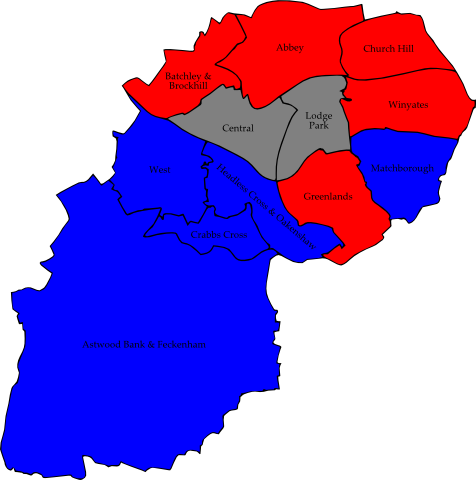 Abbey
Church Hill
Batchley &
Brockhill
Winyates
Lodge
Park
Central
West
Matchborough
Headless Cross & Oakenshaw
Greenlands
Crabbs Cross
Astwood Bank & Feckenham